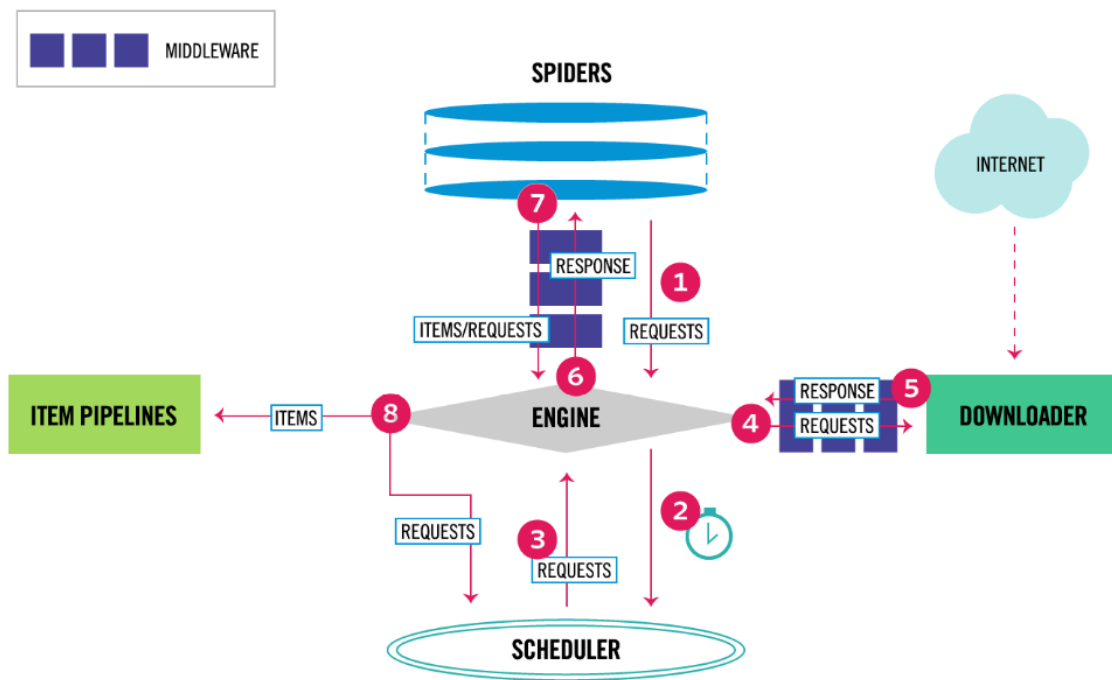 MIDDLEWARE
SPIDERS
INTERNET
7
RESPONSE
1
ITEMS/REQUESTS
REQUESTS
6
5
RESPONSE
ITEM PIPELINES
ITEMS
8
ENGINE
4
REQUESTS
DOWNLOADER
2
REQUESTS
3
REQUESTS
SCHEDULER